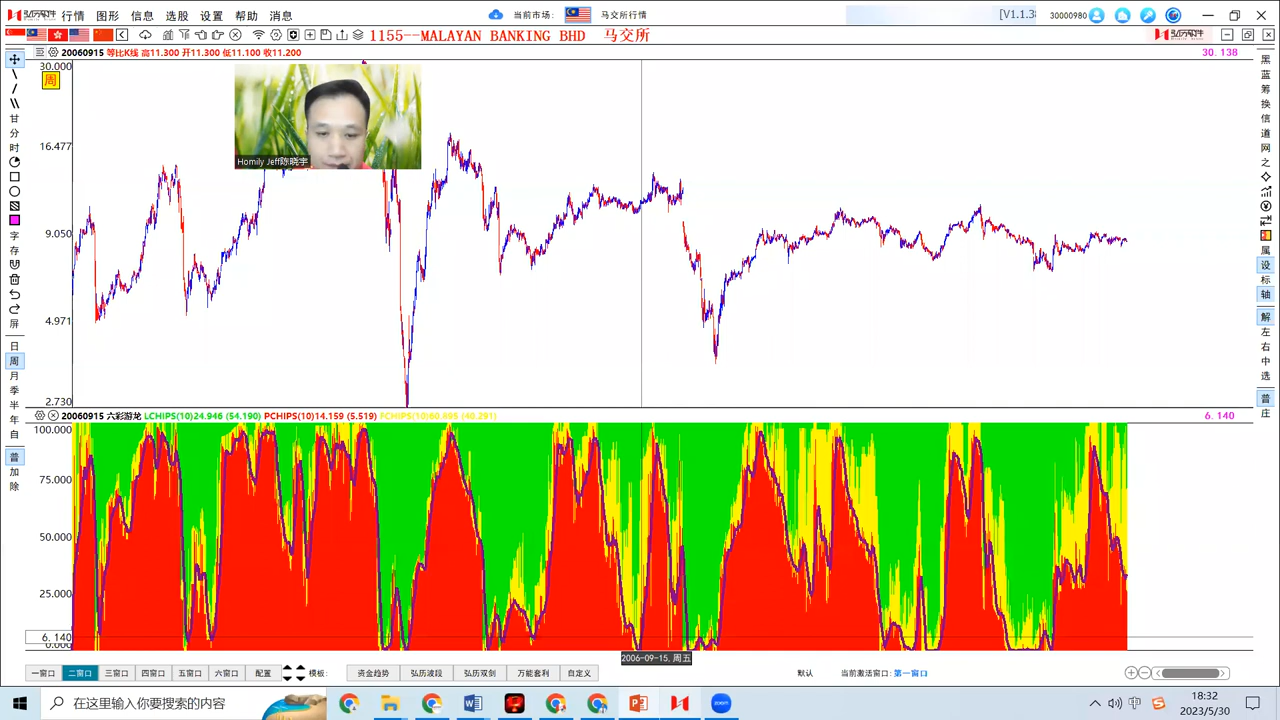 弘历软件 行情 图形 信息 选股 设置 帮助 消息
当前市场: 马交所行情
[V1.1.3
30000980
1155--MALAYAN BANKING BHD 马交所
弘历软件
20060915 等比K线 高11.300 开11.300 低11.100 收11.200
30.138
周
30.000
16.477
9.050
4.971
2.730
Homily Jeff陈晓宇
20060915 六彩游龙 LCHIPS(10)24.946 (54.190) PCHIPS(10)14.159 (5.519) FCHIPS(10)60.895 (40.291)
6.140
100.000
75.000
50.000
25.000
6.140
0.000
2006-09-15, 周五
甘
分
时
字
存
屏
日
周
月
季
半
年
自
普
加
除
黑
蓝
筹
换
信
道
网
之
属
设
标
轴
解
左
右
中
选
普
庄
一窗口 二窗口 三窗口 四窗口 五窗口 六窗口 配置 模板: 资金趋势 弘历波段 弘历双剑 万能套利 自定义
默认 当前激活窗口: 第一窗口
在这里输入你要搜索的内容
zoom
中
18:32
2023/5/30